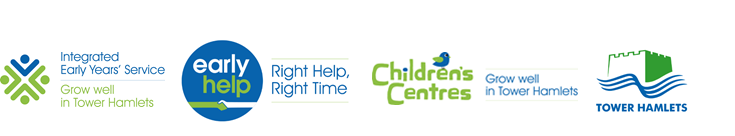 Integrated
Early Years' Service
Grow well
in Tower Hamlets
early
help
Right Help,
Right Time
Children's
Centres
Grow well
in Tower Hamlets
TOWER HAMLETS